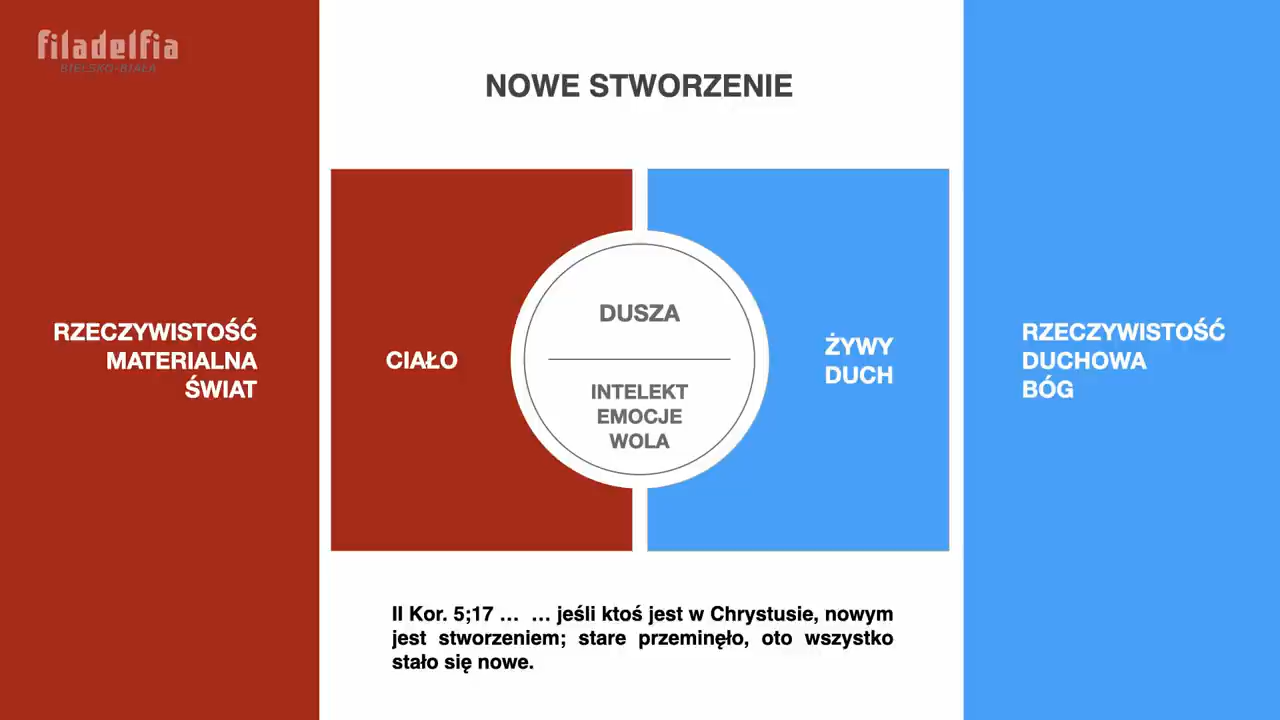 filadelfia
BIELSKO-BIAŁA
NOWE STWORZENIE
RZECZYWISTOŚĆ
MATERIALNA
ŚWIAT
CIAŁO
DUSZA
INTELEKT
EMOCJE
WOLA
ŻYWY
DUCH
RZECZYWISTOŚĆ
DUCHOWA
BÓG
II Kor. 5;17 … … jeśli ktoś jest w Chrystusie, nowym
jest stworzeniem; stare przeminęło, oto wszystko
stało się nowe.